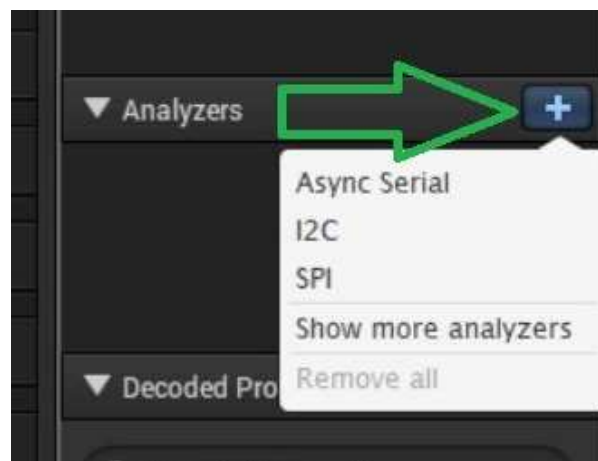 Analyzers
+
Async Serial
I2C
SPI
Show more analyzers
Remove all
Decoded Pro